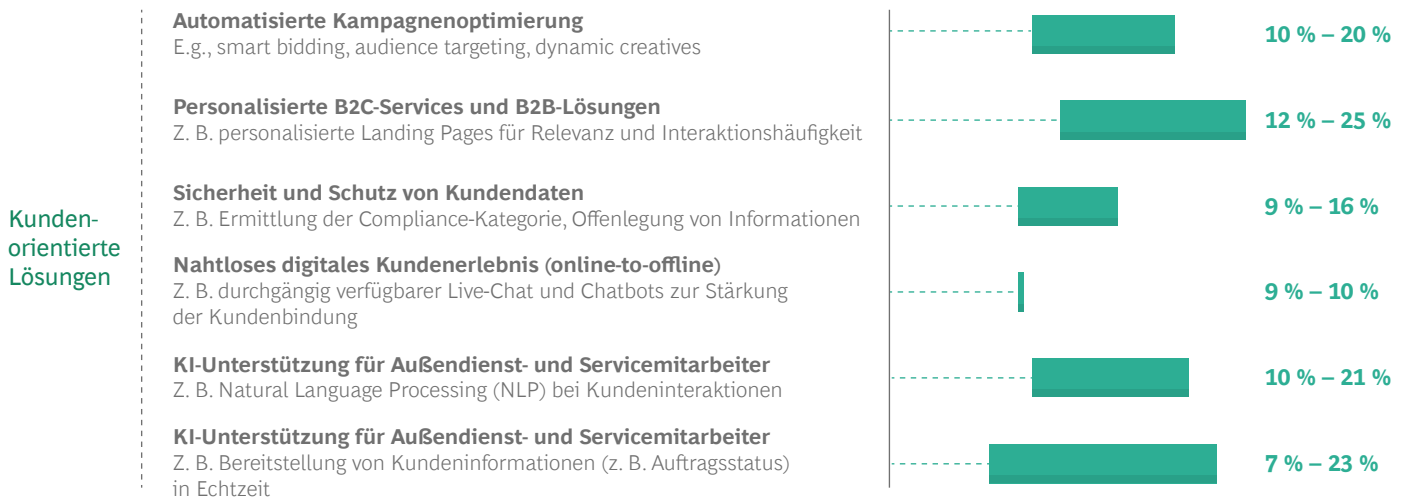 Automatisierte Kampagnenoptimierung
E.g., smart bidding, audience targeting, dynamic creatives
10 % – 20 %
Personalisierte B2C-Services und B2B-Lösungen
Z. B. personalisierte Landing Pages für Relevanz und Interaktionshäufigkeit
12 % – 25 %
Kunden-
orientierte
Lösungen
Sicherheit und Schutz von Kundendaten
Z. B. Ermittlung der Compliance-Kategorie, Offenlegung von Informationen
9 % – 16 %
Nahtloses digitales Kundenerlebnis (online-to-offline)
Z. B. durchgängig verfügbarer Live-Chat und Chatbots zur Stärkung
der Kundenbindung
9 % – 10 %
KI-Unterstützung für Außendienst- und Servicemitarbeiter
Z. B. Natural Language Processing (NLP) bei Kundeninteraktionen
10 % – 21 %
KI-Unterstützung für Außendienst- und Servicemitarbeiter
Z. B. Bereitstellung von Kundeninformationen (z. B. Auftragsstatus)
in Echtzeit
7 % – 23 %